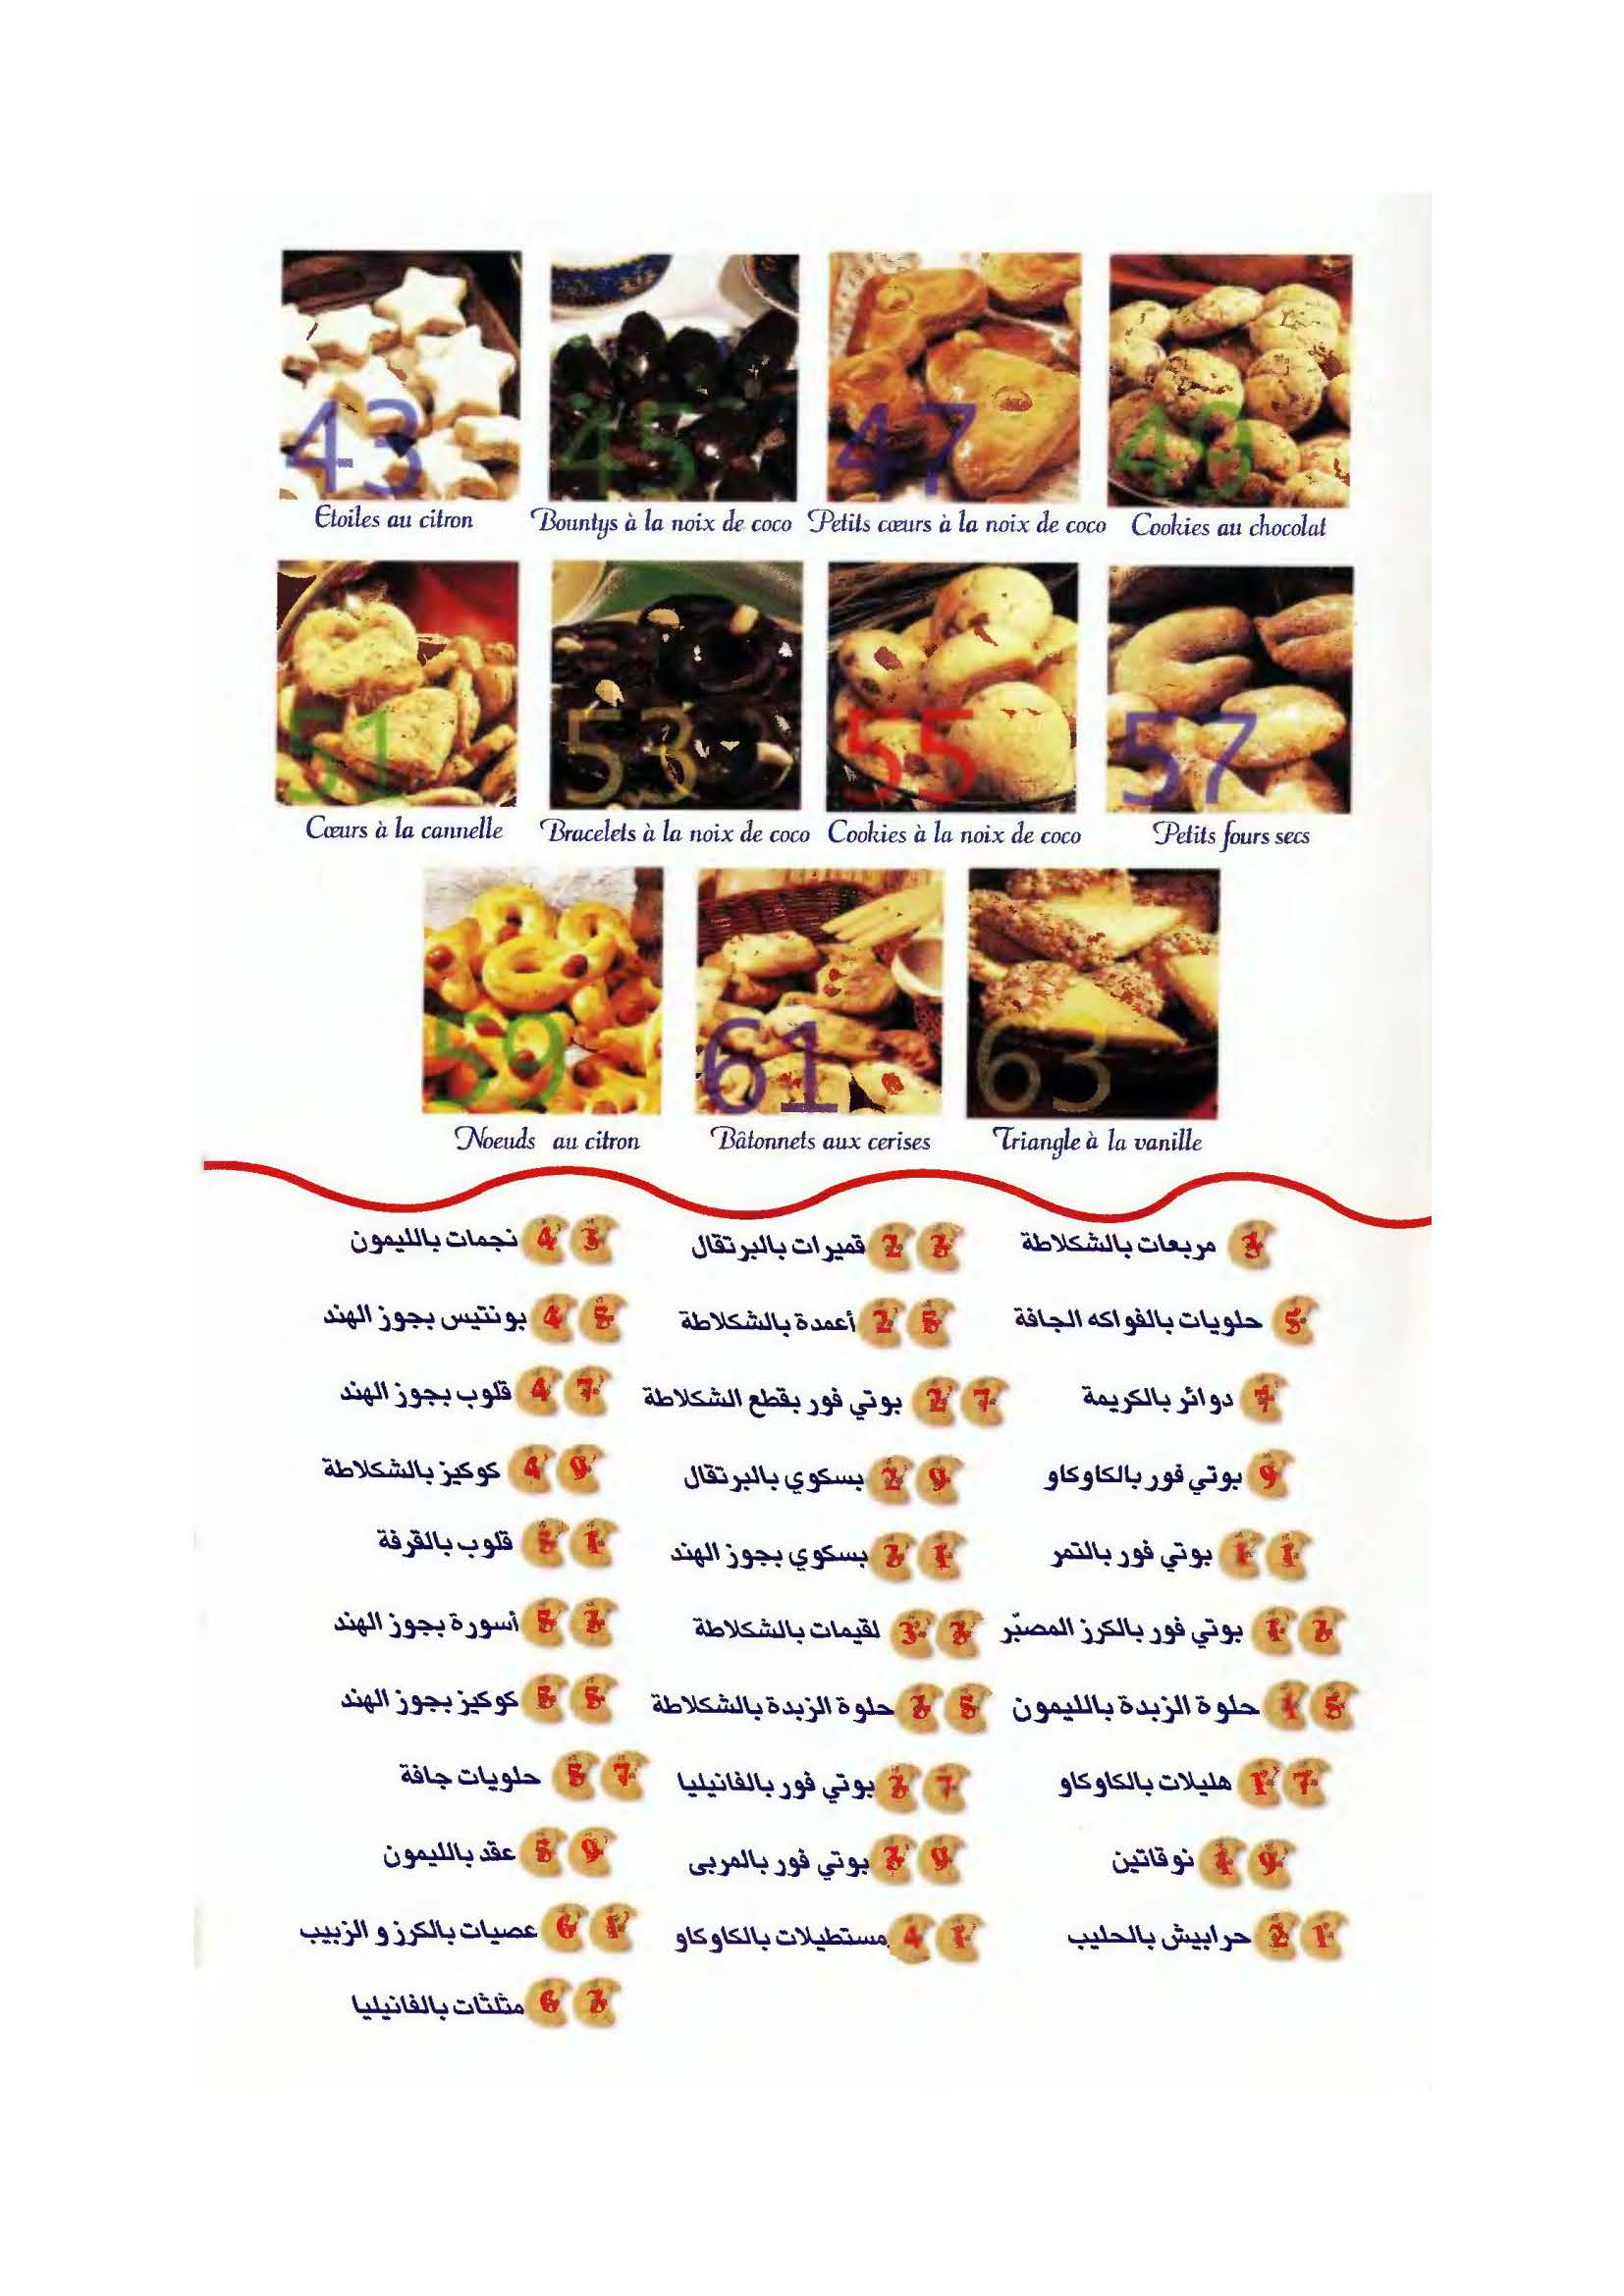 43
45
47
49
Etoiles au citron
Bountys à la noix de coco
Petits cœurs à la noix de coco
Cookies au chocolat
51
53
55
57
Cœurs à la cannelle
Bracelets à la noix de coco
Cookies à la noix de coco
Petits fours secs
59
61
63
Noeuds au citron
Bâtonnets aux cerises
Triangle à la vanille
3 مربعات بالشكلاطة
5 حلويات بالفواكه الجافة
7 دوائر بالكريمة
9 بوتي فور بالكاوكاو
11 بوتي فور بالتمر
13 بوتي فور بالكرز المصبّر
15 حلوة الزبدة بالليمون
17 هليلات بالكاوكاو
19 نوقاتين
21 حرابيش بالحليب
23 قميرات بالبرتقال
25 أعمدة بالشكلاطة
27 بوتي فور بقطع الشكلاطة
29 بسكوي بالبرتقال
31 بسكوي بجوز الهند
33 لقيمات بالشكلاطة
35 حلوة الزبدة بالشكلاطة
37 بوتي فور بالفانيليا
39 بوتي فور بالمربى
41 مستطيلات بالكاوكاو
43 نجمات بالليمون
45 بونتيس بجوز الهند
47 قلوب بجوز الهند
49 كوكيز بالشكلاطة
51 قلوب بالقرفة
53 أسورة بجوز الهند
55 كوكيز بجوز الهند
57 حلويات جافة
59 عقد بالليمون
61 عصيات بالكرز و الزبيب
63 مثلثات بالفانيليا